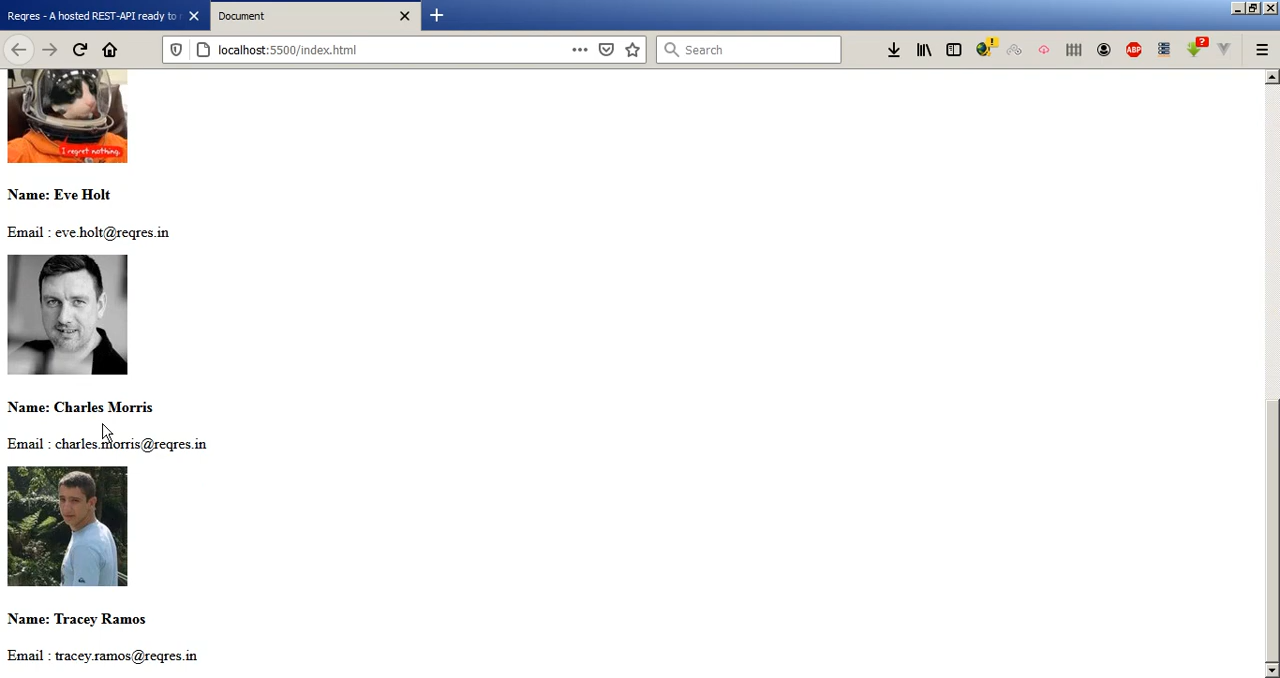 Reqres - A hosted REST-API ready to
Document
localhost:5500/index.html
Search
ABP
?
I regret nothing.
Name: Eve Holt
Email : eve.holt@reqres.in
Name: Charles Morris
Email : charles.morris@reqres.in
Name: Tracey Ramos
Email : tracey.ramos@reqres.in